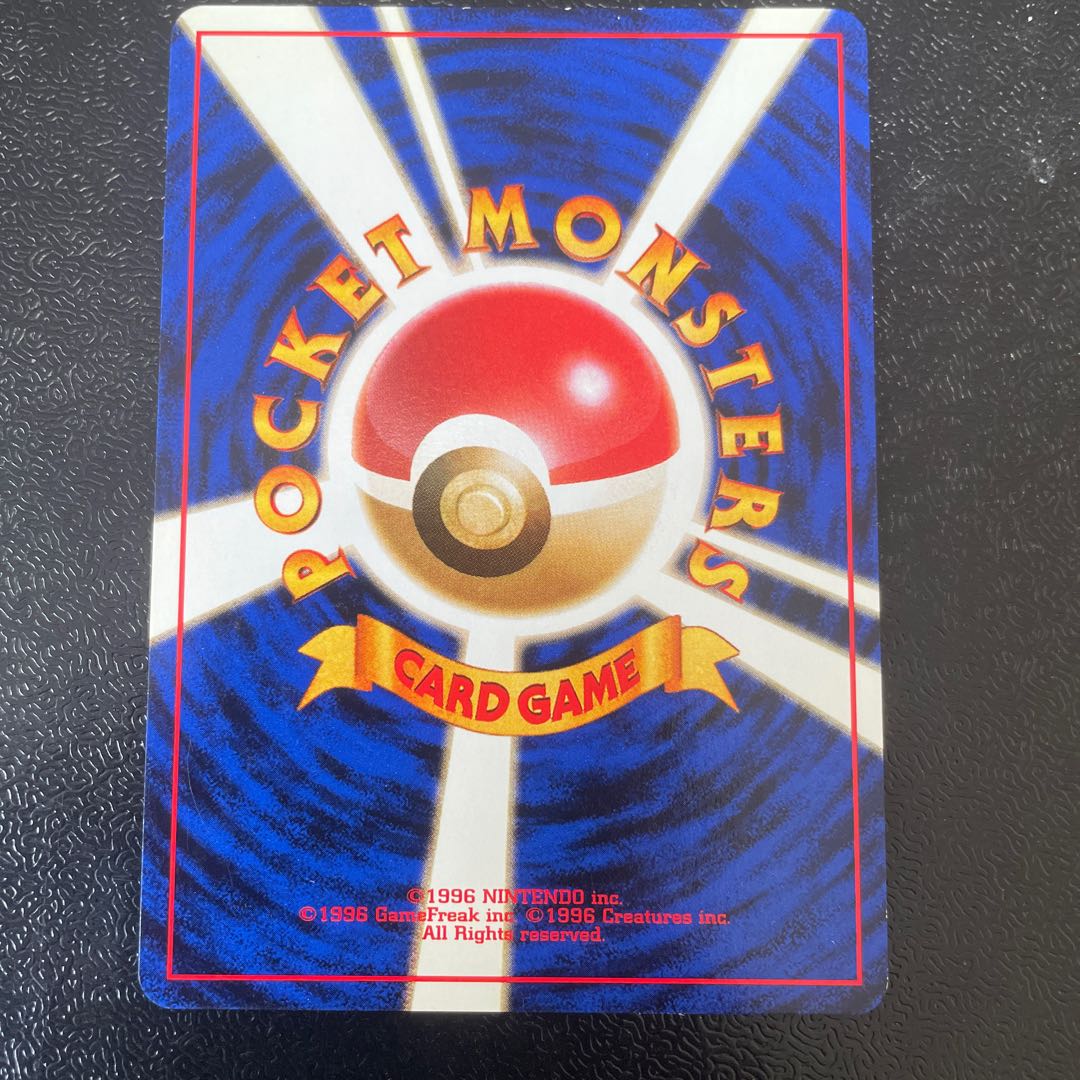 POCKET MONSTERS
CARD GAME
©1996 NINTENDO inc.
©1996 GameFreak inc ©1996 Creatures inc.
All Rights reserved.